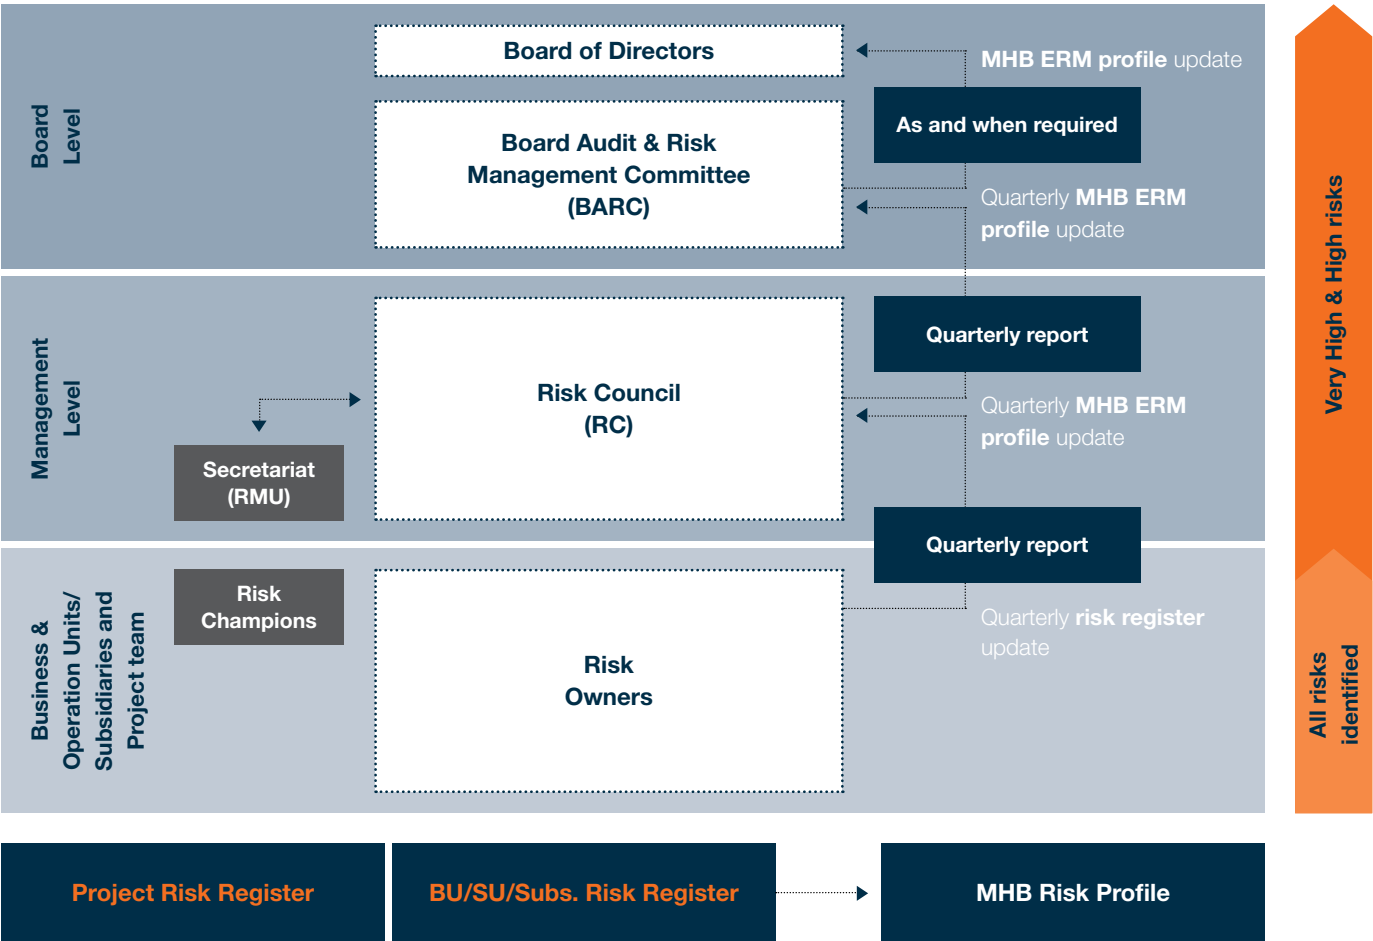 Board
Level
Board of Directors
MHB ERM profile update
As and when required
Board Audit & Risk
Management Committee
(BARC)
Quarterly MHB ERM
profile update
Management
Level
Quarterly report
Risk Council
(RC)
Quarterly MHB ERM
profile update
Secretariat
(RMU)
Quarterly report
Business &
Operation Units/
Subsidiaries and
Project team
Risk
Champions
Risk
Owners
Quarterly risk register
update
Very High & High risks
All risks
identified
Project Risk Register
BU/SU/Subs. Risk Register
MHB Risk Profile